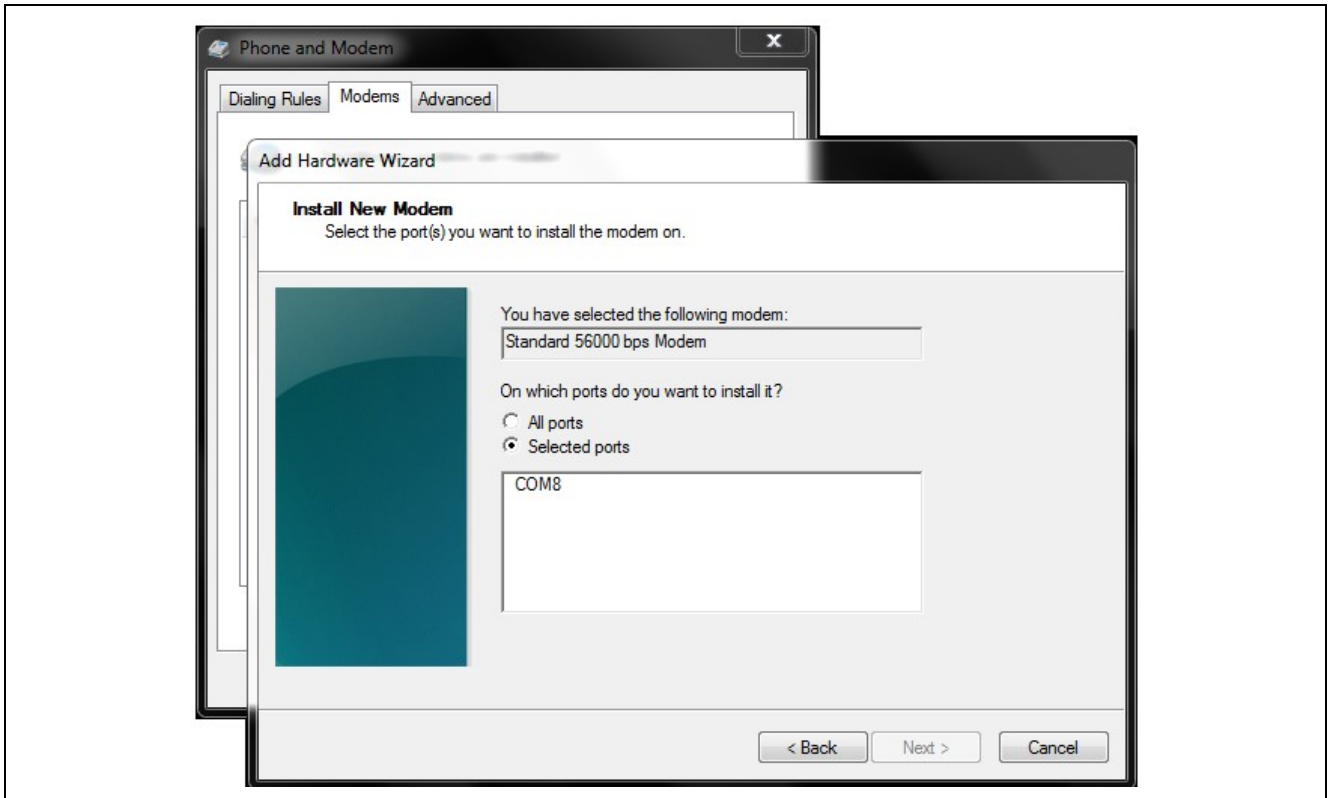 Phone and Modem
x
Dialing Rules Modems Advanced
Add Hardware Wizard
Install New Modem
Select the port(s) you want to install the modem on.
You have selected the following modem:
Standard 56000 bps Modem
On which ports do you want to install it?
All ports
Selected ports
COM8
< Back Next > Cancel